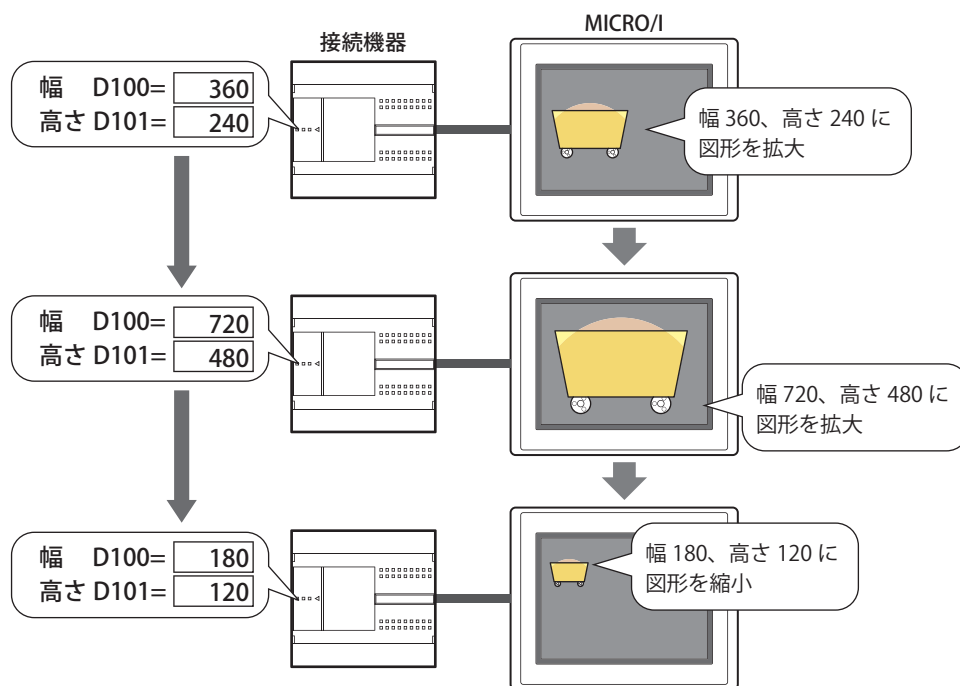 接続機器
MICRO/I
幅 D100= 360
高さ D101= 240
幅 360、高さ 240 に
図形を拡大
幅 D100= 720
高さ D101= 480
幅 720、高さ 480 に
図形を拡大
幅 D100= 180
高さ D101= 120
幅 180、高さ 120 に
図形を縮小